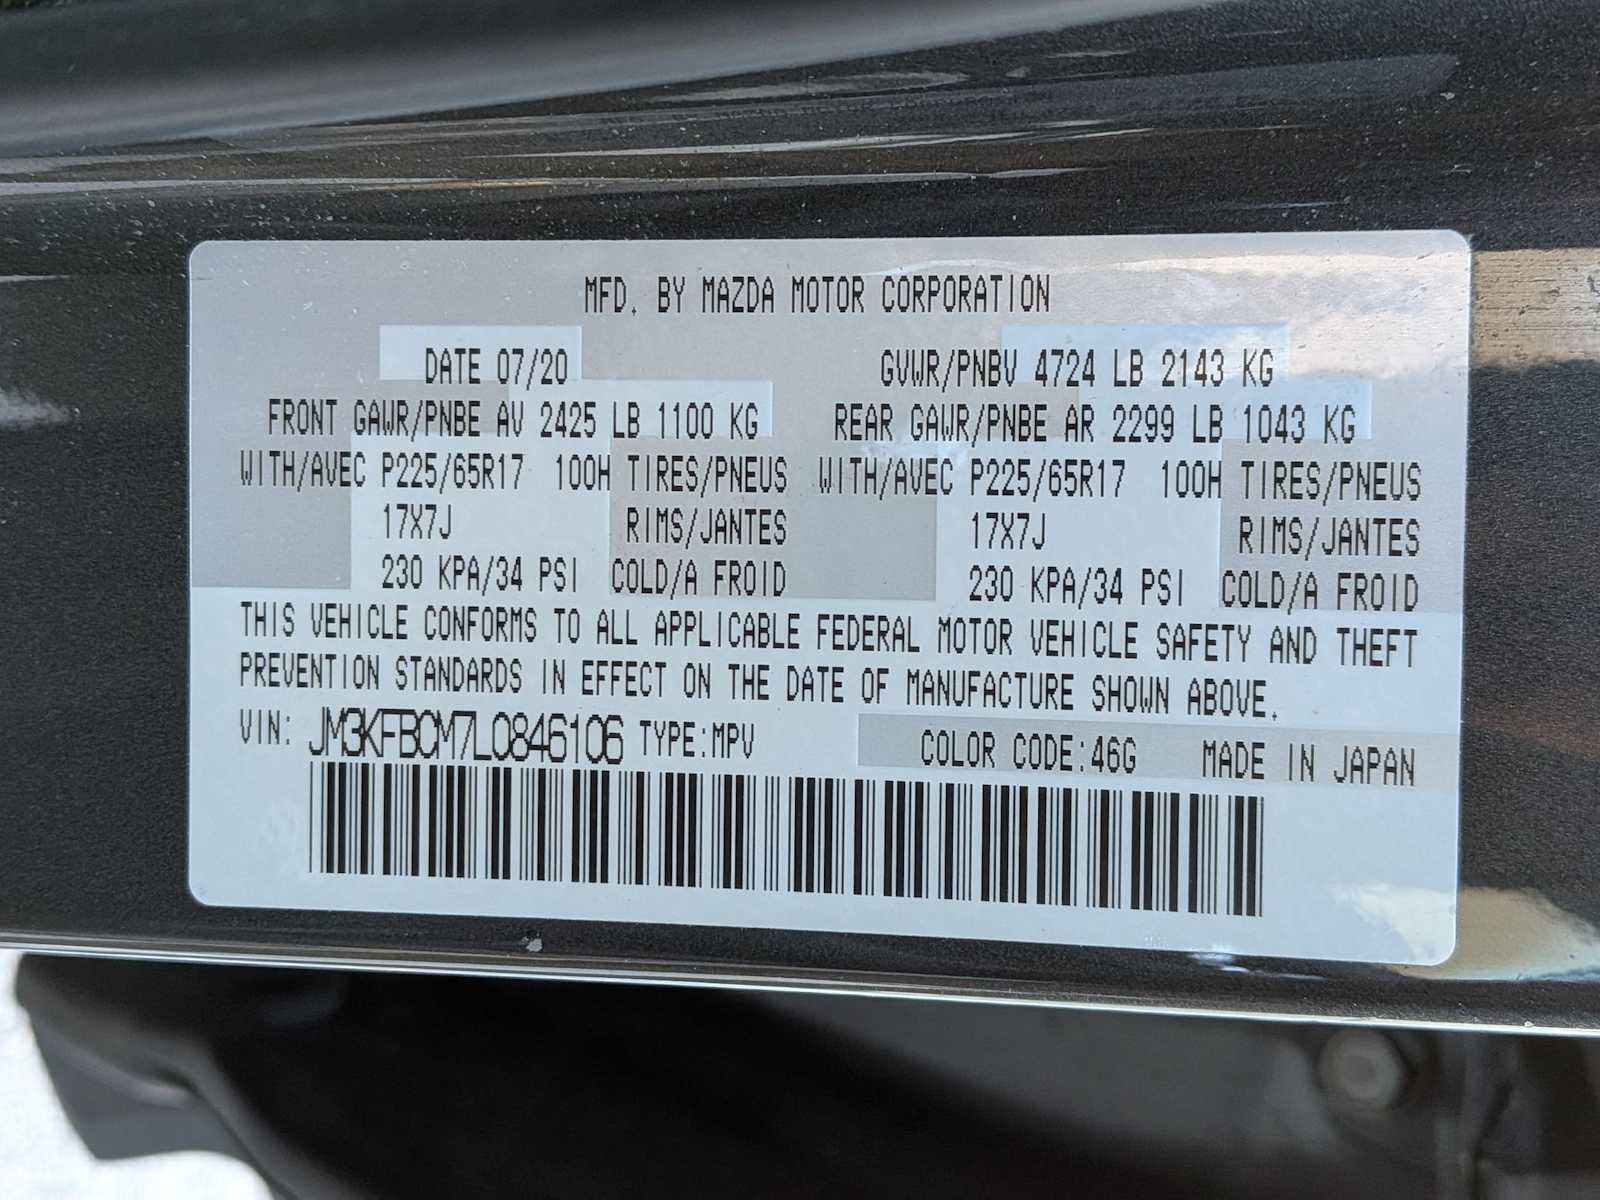 MFD. BY MAZDA MOTOR CORPORATION
DATE 07/20 GVWR/PNBV 4724 LB 2143 KG
FRONT GAWR/PNBE AV 2425 LB 1100 KG REAR GAWR/PNBE AR 2299 LB 1043 KG
WITH/AVEC P225/65R17 100H TIRES/PNEUS WITH/AVEC P225/65R17 100H TIRES/PNEUS
17X7J RIMS/JANTES 17X7J RIMS/JANTES
230 KPA/34 PSI COLD/A FROID 230 KPA/34 PSI COLD/A FROID
THIS VEHICLE CONFORMS TO ALL APPLICABLE FEDERAL MOTOR VEHICLE SAFETY AND THEFT
PREVENTION STANDARDS IN EFFECT ON THE DATE OF MANUFACTURE SHOWN ABOVE.
VIN: JM3KFBCM7L0846106 TYPE:MPV COLOR CODE:46G MADE IN JAPAN